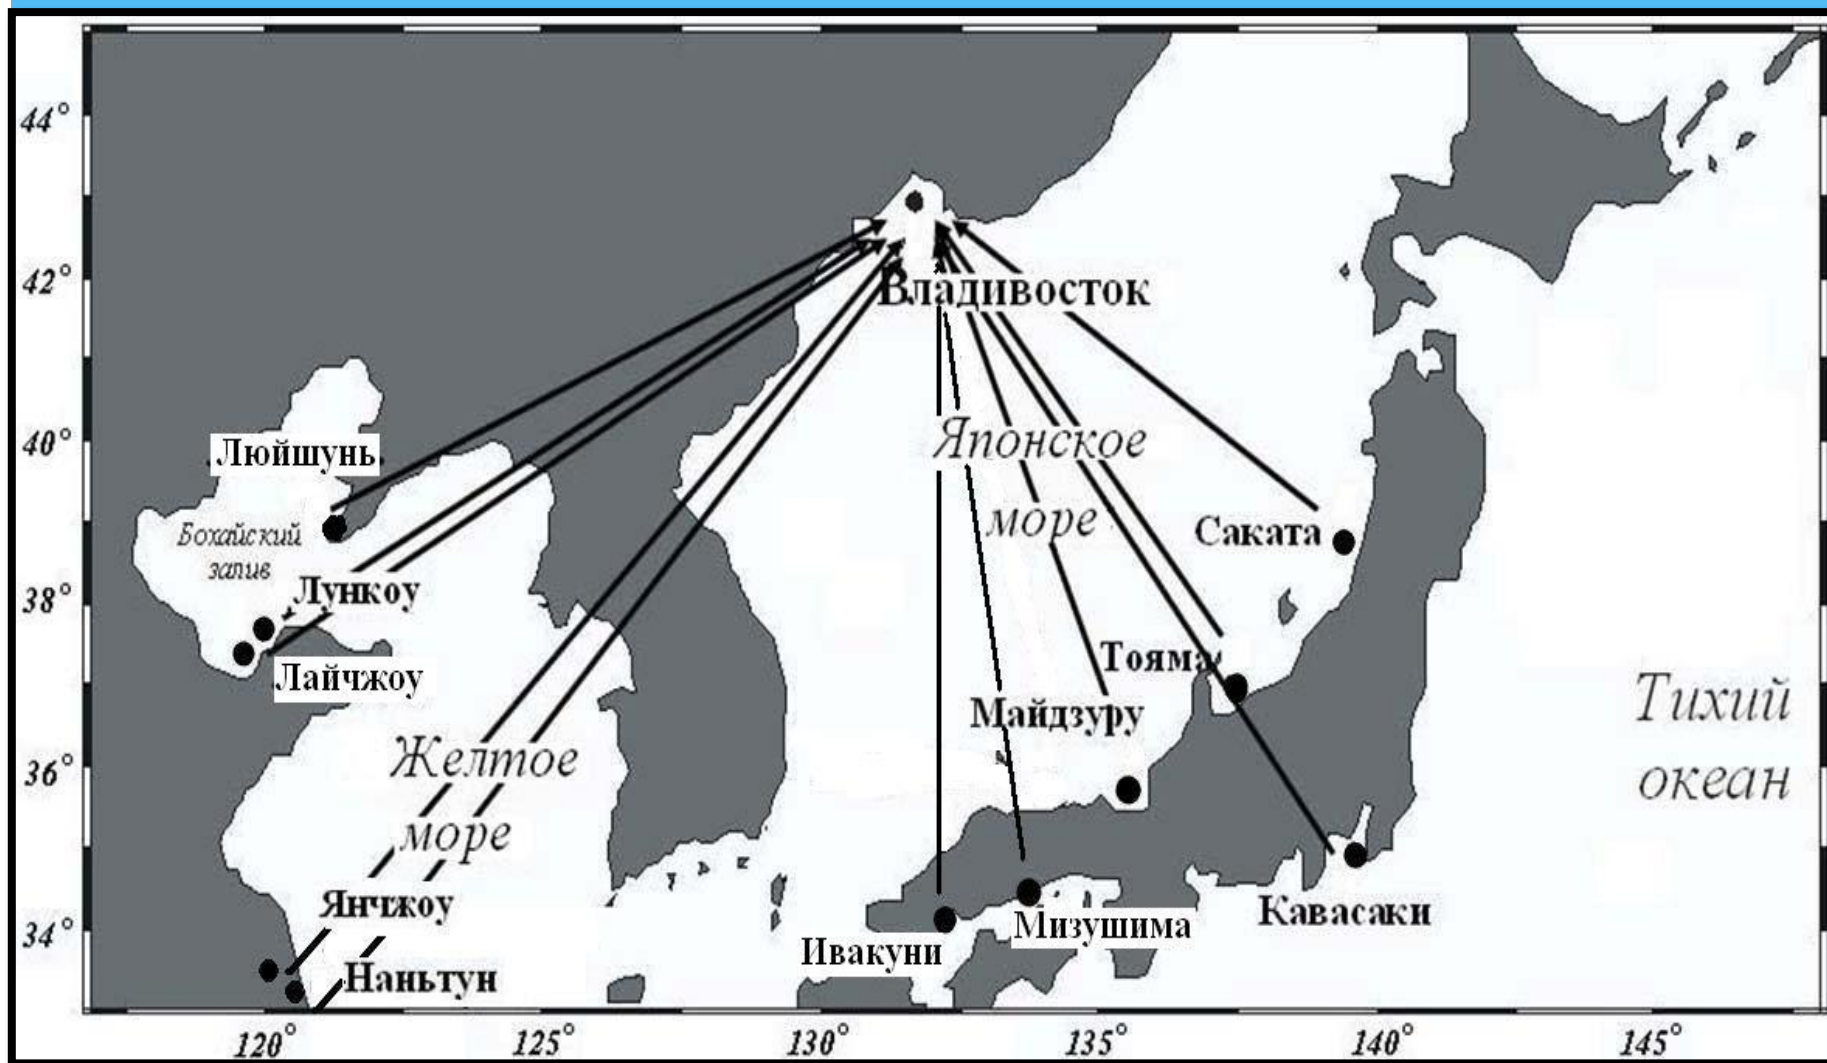 44°
42°
40°
38°
36°
34°
Владивосток
Японское
море
Люйшунь
Бохайский
залив
Лункоу
Лайчжоу
Саката
Тояма
Майдзуру
Желтое
море
Тихий
океан
Янчжоу
Наньтун
Ивакуни
Мизушима
Кавасаки
120° 125° 130° 135° 140° 145°